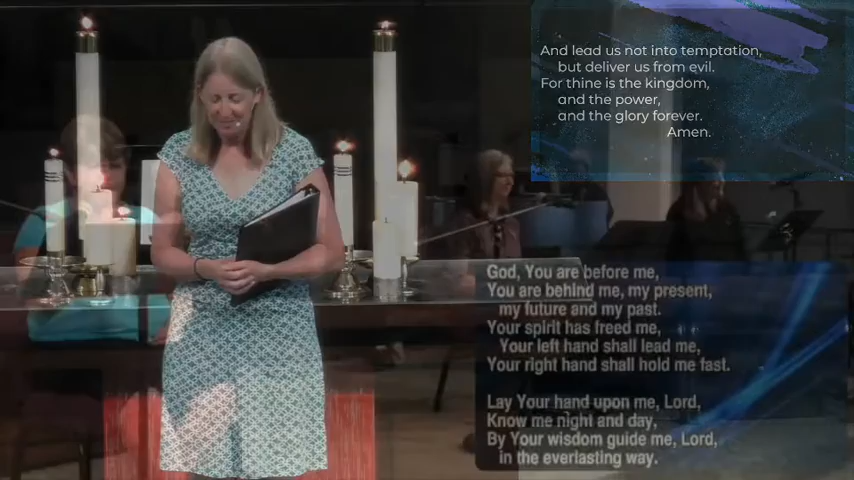 And lead us not into temptation,
but deliver us from evil.
For thine is the kingdom,
and the power,
and the glory forever.
Amen.
God, You are before me,
You are behind me, my present,
my future and my past.
Your spirit has freed me,
Your left hand shall lead me,
Your right hand shall hold me fast.
Lay Your hand upon me, Lord,
Know me night and day,
By Your wisdom guide me, Lord,
in the everlasting way.